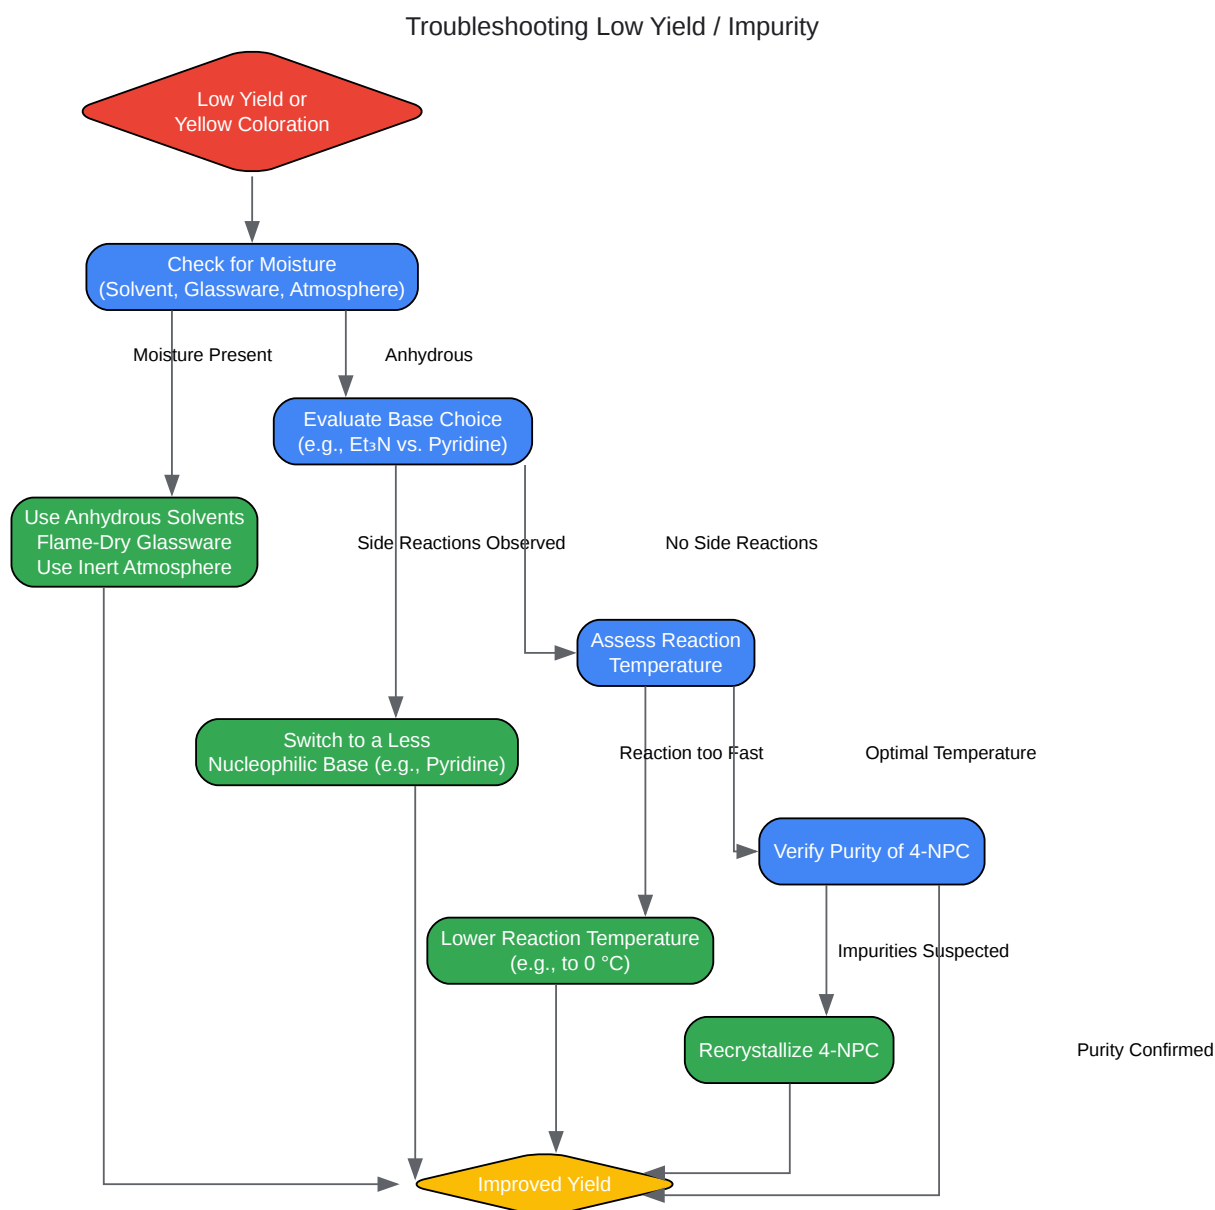 Troubleshooting Low Yield / Impurity
Low Yield or
Yellow Coloration
Check for Moisture
(Solvent, Glassware, Atmosphere)
Moisture Present
Anhydrous
Evaluate Base Choice
(e.g., Et₃N vs. Pyridine)
Use Anhydrous Solvents
Flame-Dry Glassware
Use Inert Atmosphere
Side Reactions Observed
No Side Reactions
Assess Reaction
Temperature
Switch to a Less
Nucleophilic Base (e.g., Pyridine)
Reaction too Fast
Optimal Temperature
Verify Purity of 4-NPC
Lower Reaction Temperature
(e.g., to 0 °C)
Impurities Suspected
Recrystallize 4-NPC
Purity Confirmed
Improved Yield